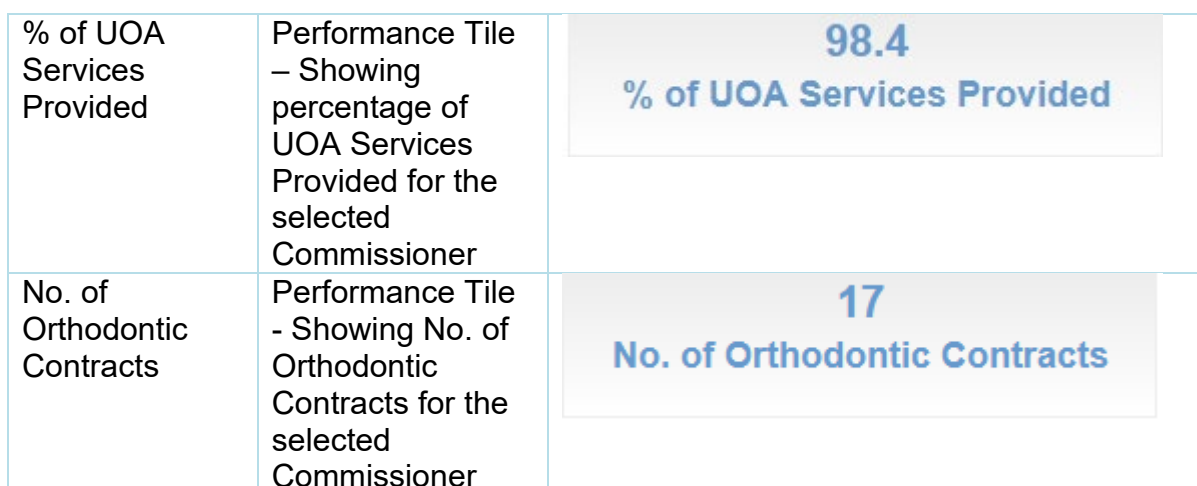 % of UOA
Services
Provided
Performance Tile
– Showing
percentage of
UOA Services
Provided for the
selected
Commissioner
98.4
% of UOA Services Provided
No. of
Orthodontic
Contracts
Performance Tile
- Showing No. of
Orthodontic
Contracts for the
selected
Commissioner
17
No. of Orthodontic Contracts